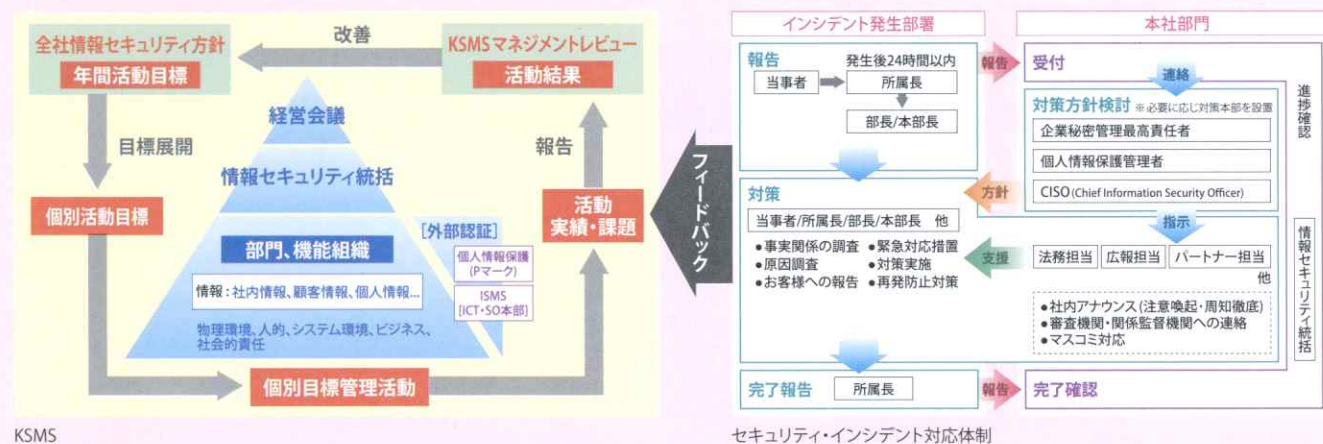 全社情報セキュリティ方針
年間活動目標
改善
KSMSマネジメントレビュー
活動結果
目標展開
報告
経営会議
情報セキュリティ統括
個別活動目標
活動
実績・課題
部門、機能組織
[外部認証]
個人情報保護
(Pマーク)
ISMS
[ICT・SO本部]
情報：社内情報、顧客情報、個人情報...
物理環境、人的、システム環境、ビジネス、
社会的責任
個別目標管理活動
KSMS
フィードバック
インシデント発生部署
本社部門
報告
発生後24時間以内
当事者
所属長
部長/本部長
報告
受付
連絡
対策方針検討 ※必要に応じ対策本部を設置
企業秘密管理最高責任者
個人情報保護管理者
CISO(Chief Information Security Officer)
進捗確認
方針
対策
当事者/所属長/部長/本部長 他
●事実関係の調査 ●緊急対応措置
●原因調査 ●対策実施
●お客様への報告 ●再発防止対策
指示
支援
法務担当
広報担当
パートナー担当
他
●社内アナウンス(注意喚起・周知徹底)
●審査機関・関係監督機関への連絡
●マスコミ対応
情報セキュリティ統括
完了報告
所属長
報告
完了確認
セキュリティ・インシデント対応体制